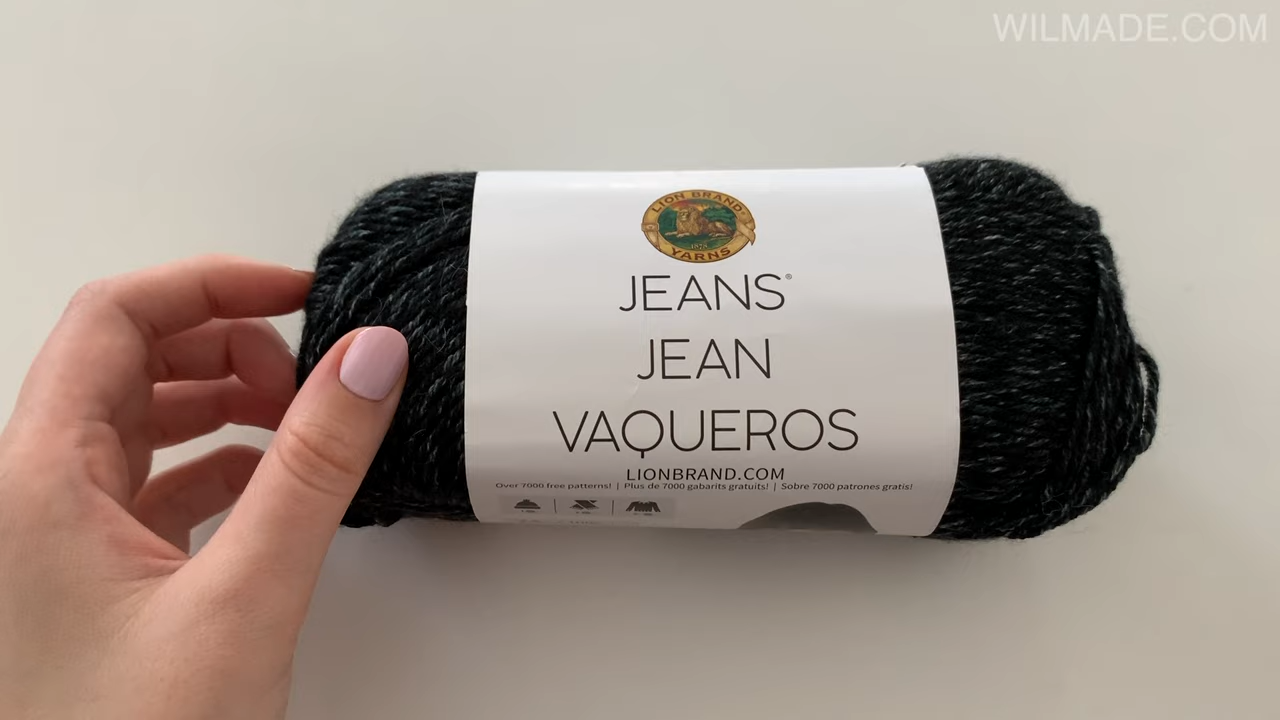 WILMADE.COM
LION BRAND
1878
YARNS
JEANS®
JEAN
VAQUEROS
LIONBRAND.COM
Over 7000 free patterns! | Plus de 7000 gabarits gratuits! | Sobre 7000 patrones gratis!